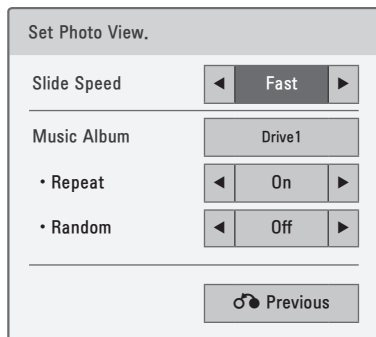 Set Photo View.
Slide Speed ◀ Fast ▶
Music Album Drive1
• Repeat ◀ On ▶
• Random ◀ Off ▶
Previous